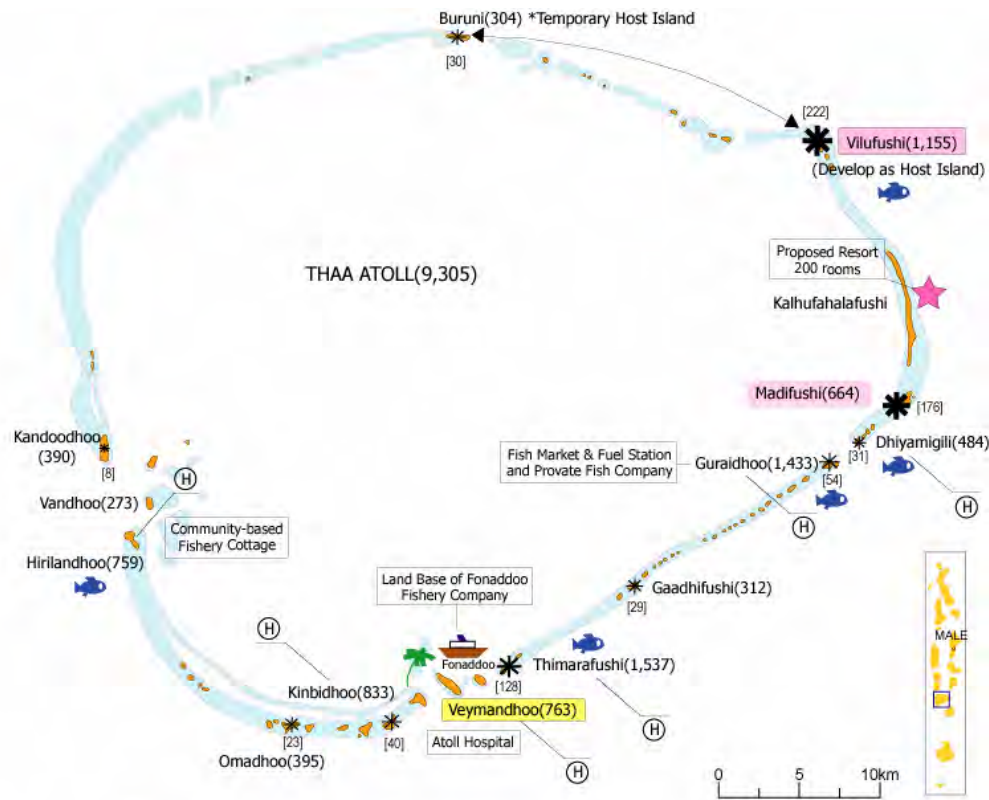 Buruni(304) *Temporary Host Island
[30]
[222]
Vilufushi(1,155)
(Develop as Host Island)
Proposed Resort
200 rooms
THAA ATOLL(9,305)
Kalhufahalafushi
Madifushi(664)
[176]
Kandoodhoo
(390)
[8]
Fish Market & Fuel Station
and Provate Fish Company
Guraidhoo(1,433)
[54]
[31]
Dhiyamigili(484)
H
H
H
Vandhoo(273)
Community-based
Fishery Cottage
Hirilandhoo(759)
Land Base of Fonaddoo
Fishery Company
Gaadhifushi(312)
[29]
MALE
H
Fonaddoo
Thimarafushi(1,537)
[128]
Kinbidhoo(833)
Veymandhoo(763)
H
[23]
[40]
Atoll Hospital
Omadhoo(395)
H
0 5 10km